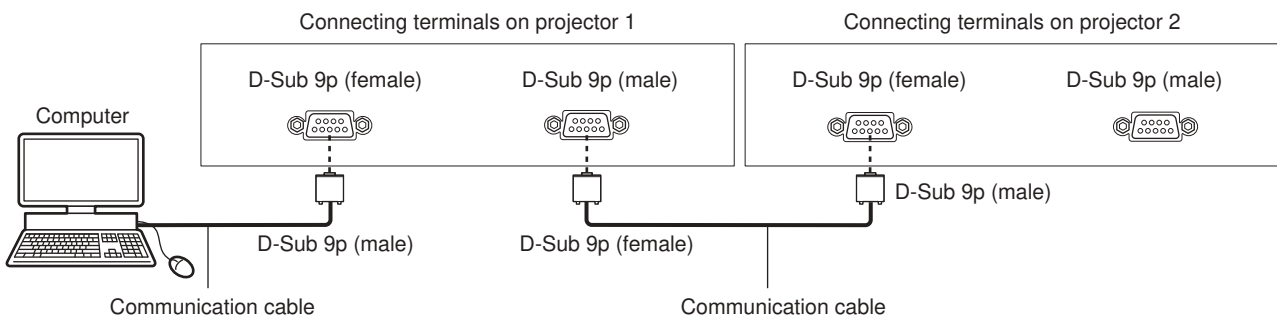 Connecting terminals on projector 1
Connecting terminals on projector 2
D-Sub 9p (female)
D-Sub 9p (male)
D-Sub 9p (female)
D-Sub 9p (male)
Computer
D-Sub 9p (male)
D-Sub 9p (male)
D-Sub 9p (female)
Communication cable
Communication cable